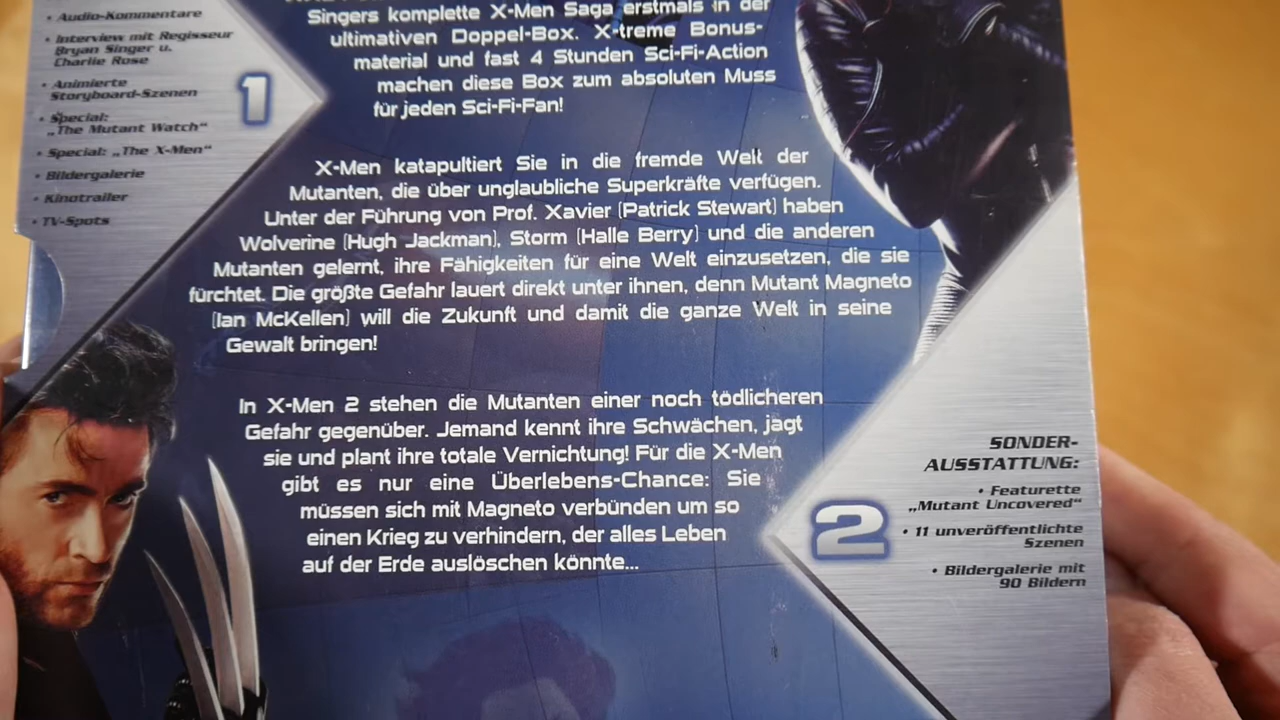 • Audio-Kommentare
• Interview mit Regisseur
Bryan Singer u.
Charlie Rose
• Animierte
Storyboard-Szenen
• Special:
„The Mutant Watch“
• Special: „The X-Men“
• Bildergalerie
• Kinotrailer
• TV-Spots
1
Singers komplette X-Men Saga erstmals in der
ultimativen Doppel-Box. X-treme Bonus-
material und fast 4 Stunden Sci-Fi-Action
machen diese Box zum absoluten Muss
für jeden Sci-Fi-Fan!
X-Men katapultiert Sie in die fremde Welt der
Mutanten, die über unglaubliche Superkräfte verfügen.
Unter der Führung von Prof. Xavier (Patrick Stewart) haben
Wolverine (Hugh Jackman), Storm (Halle Berry) und die anderen
Mutanten gelernt, ihre Fähigkeiten für eine Welt einzusetzen, die sie
fürchtet. Die größte Gefahr lauert direkt unter ihnen, denn Mutant Magneto
(Ian McKellen) will die Zukunft und damit die ganze Welt in seine
Gewalt bringen!
In X-Men 2 stehen die Mutanten einer noch tödlicheren
Gefahr gegenüber. Jemand kennt ihre Schwächen, jagt
sie und plant ihre totale Vernichtung! Für die X-Men
gibt es nur eine Überlebens-Chance: Sie
müssen sich mit Magneto verbünden um so
einen Krieg zu verhindern, der alles Leben
auf der Erde auslöschen könnte...
2
SONDER-
AUSSTATTUNG:
• Featurette
„Mutant Uncovered“
• 11 unveröffentlichte
Szenen
• Bildergalerie mit
90 Bildern